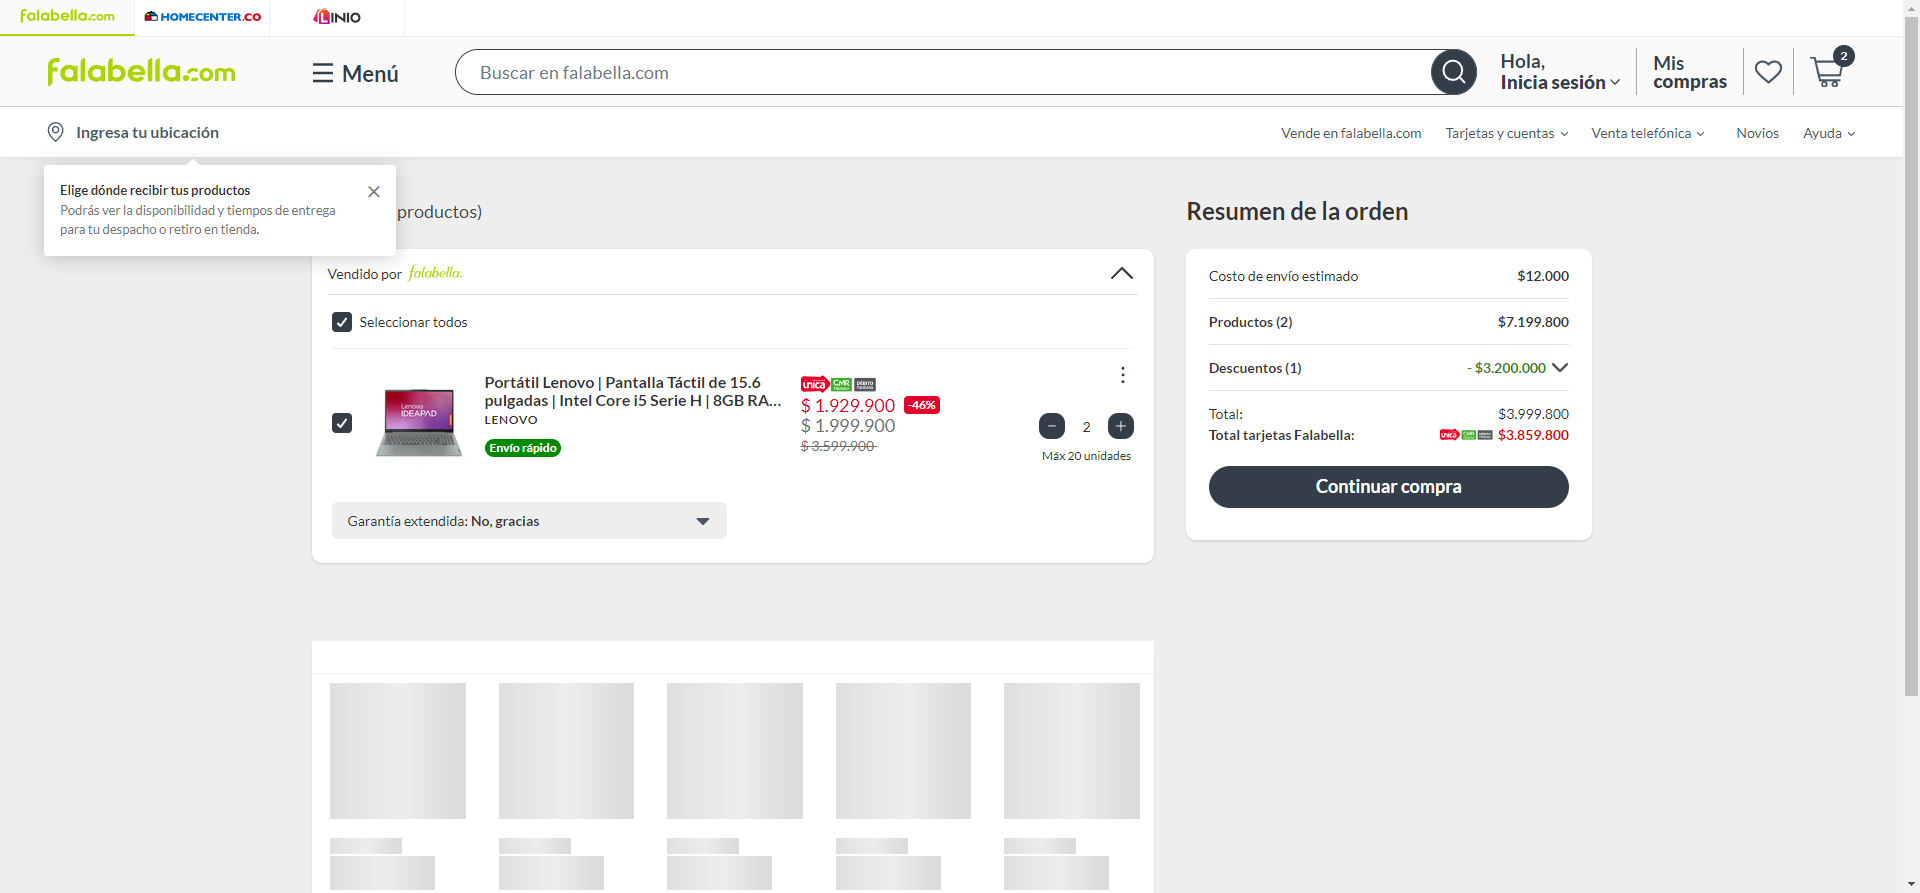 falabella.com
HOMECENTER.CO
LINIO
falabella.com
Menú
Buscar en falabella.com
Hola,
Inicia sesión
Mis
compras
2
Ingresa tu ubicación
Vende en falabella.com
Tarjetas y cuentas
Venta telefónica
Novios
Ayuda
Elige dónde recibir tus productos
Podrás ver la disponibilidad y tiempos de entrega
para tu despacho o retiro en tienda.
productos)
Vendido por falabella.
Seleccionar todos
Portátil Lenovo | Pantalla Táctil de 15.6
pulgadas | Intel Core i5 Serie H | 8GB RA...
LENOVO
Envío rápido
Lenovo
IDEAPAD
única CMR
$ 1.929.900 -46%
$ 1.999.900
$ 3.599.900
− 2 +
Máx 20 unidades
Garantía extendida: No, gracias
Resumen de la orden
Costo de envío estimado $12.000
Productos (2) $7.199.800
Descuentos (1) - $3.200.000
Total: $3.999.800
Total tarjetas Falabella: única CMR $3.859.800
Continuar compra